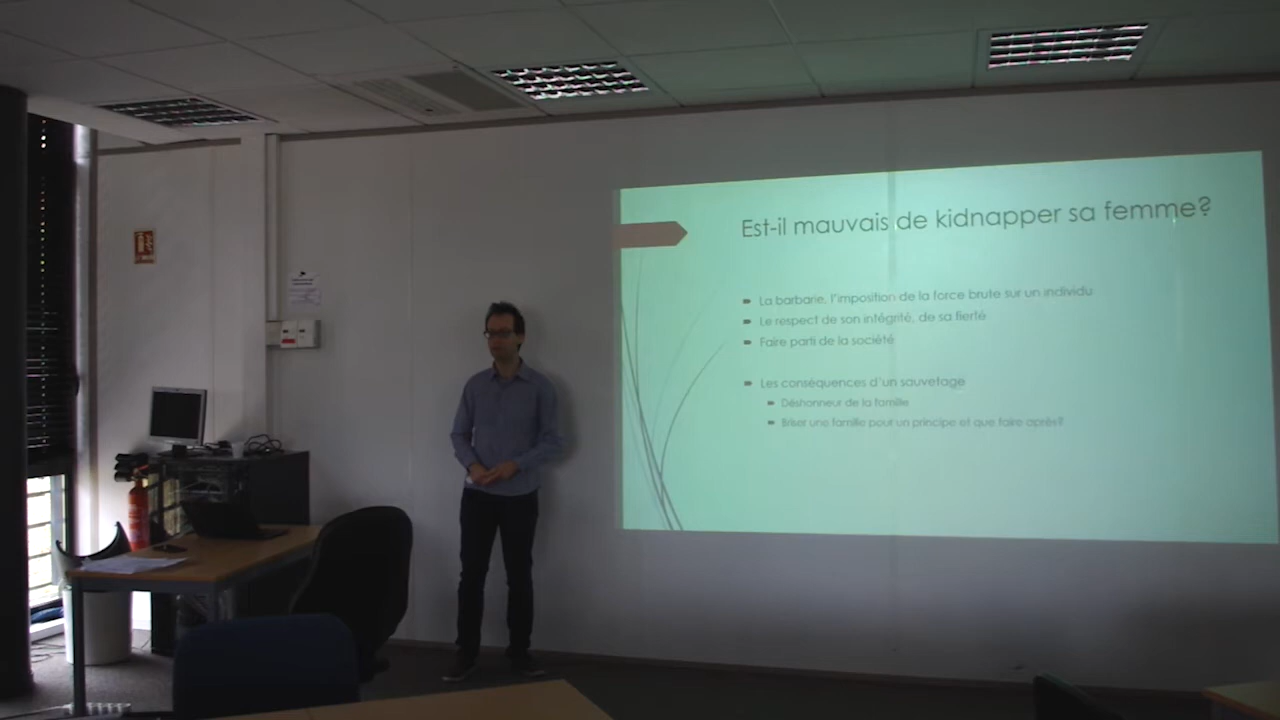 Est-il mauvais de kidnapper sa femme?
La barbarie, l'imposition de la force brute sur un individu
Le respect de son intégrité, de sa fierté
Faire parti de la société
Les conséquences d'un sauvetage
Déshonneur de la famille
Briser une famille pour un principe et que faire après?